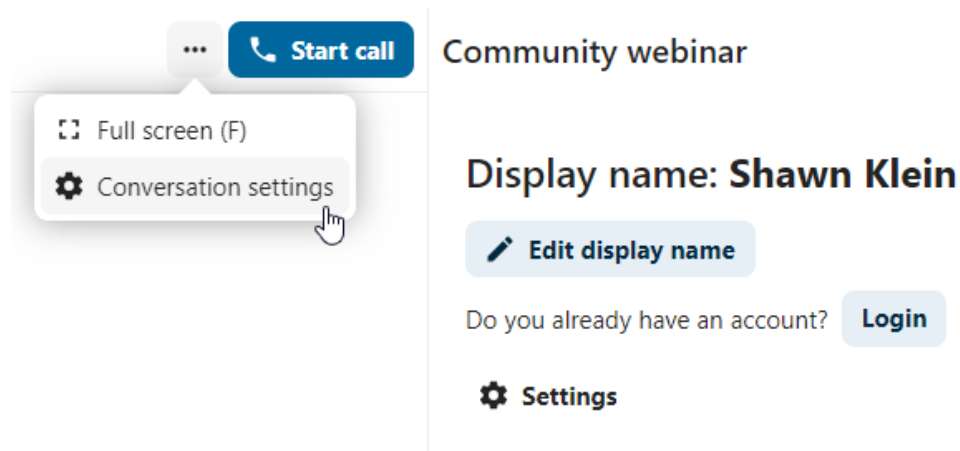 Start call
Community webinar
Full screen (F)
Conversation settings
Display name: Shawn Klein
Edit display name
Do you already have an account? Login
Settings